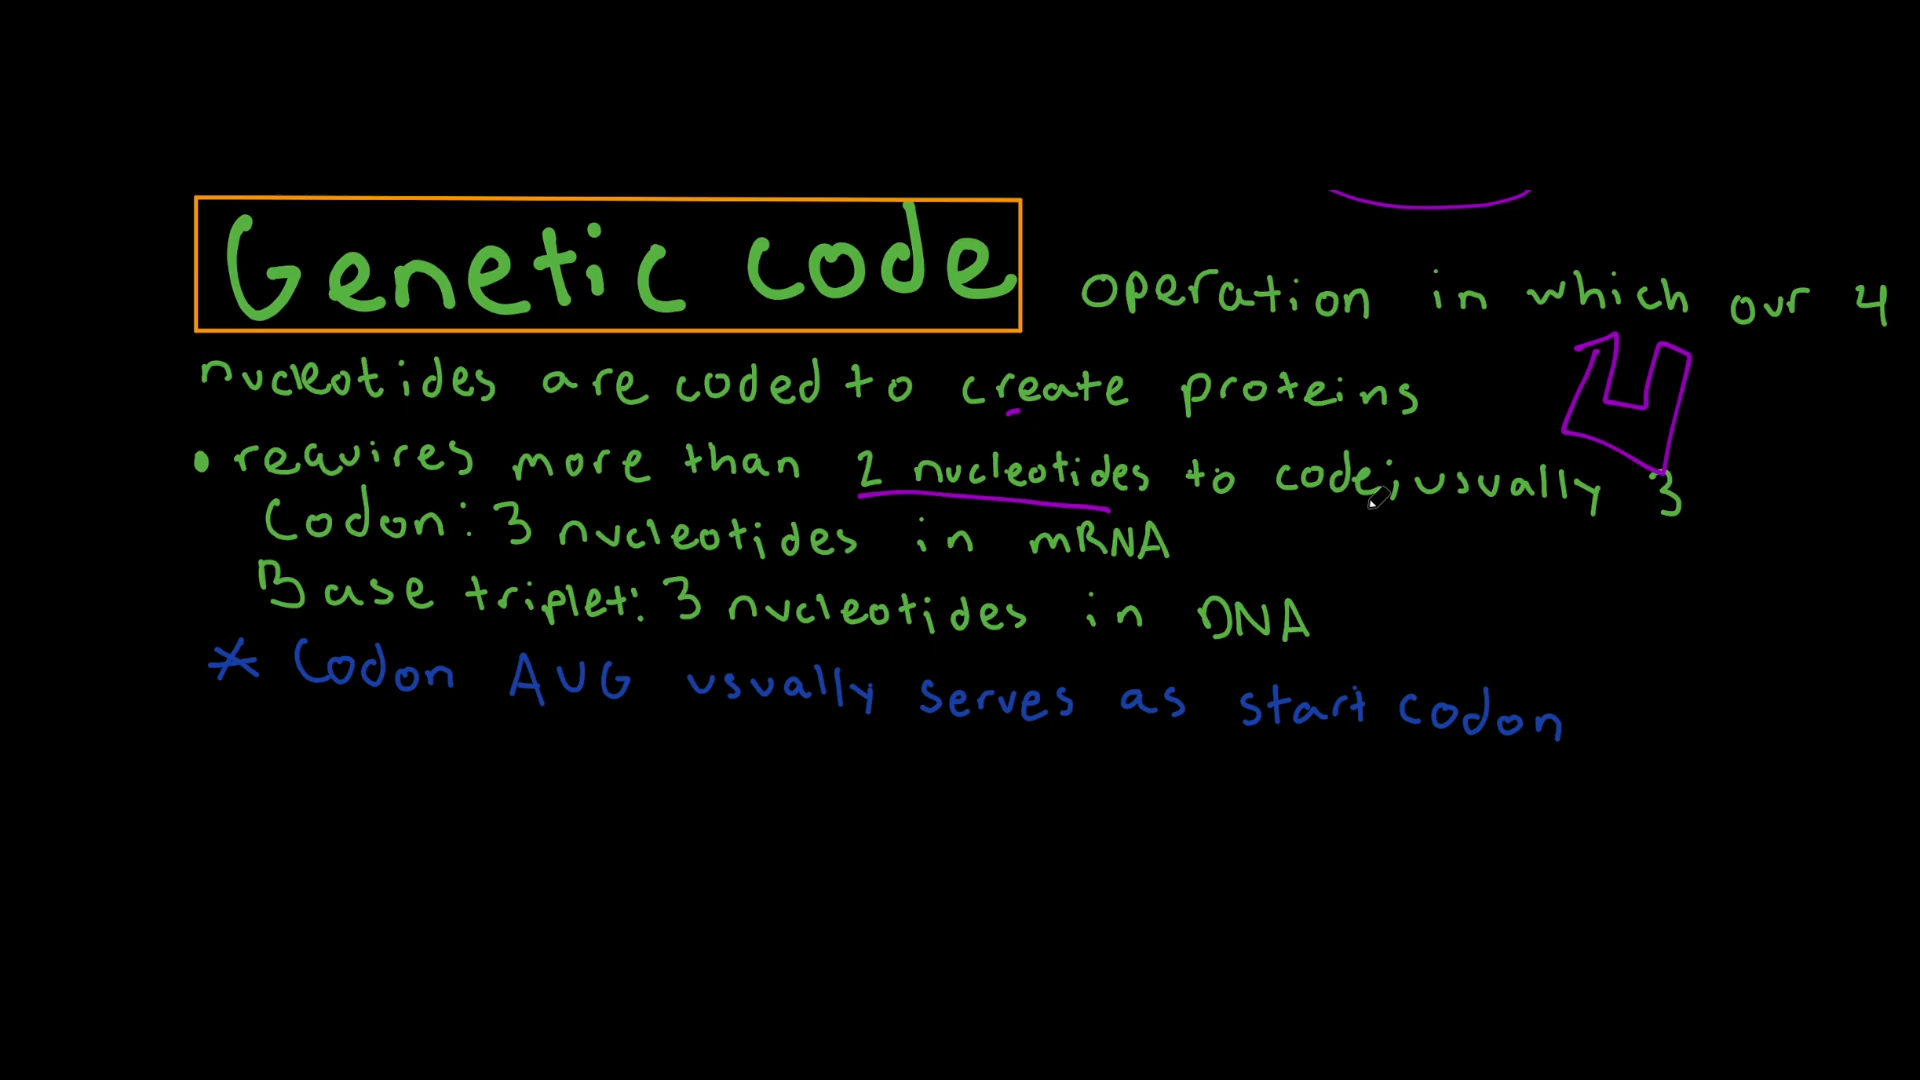 Genetic code operation in which our 4
nucleotides are coded to create proteins
• requires more than 2 nucleotides to code; usually 3
Codon: 3 nucleotides in mRNA
Base triplet: 3 nucleotides in DNA
* Codon AUG usually serves as start codon